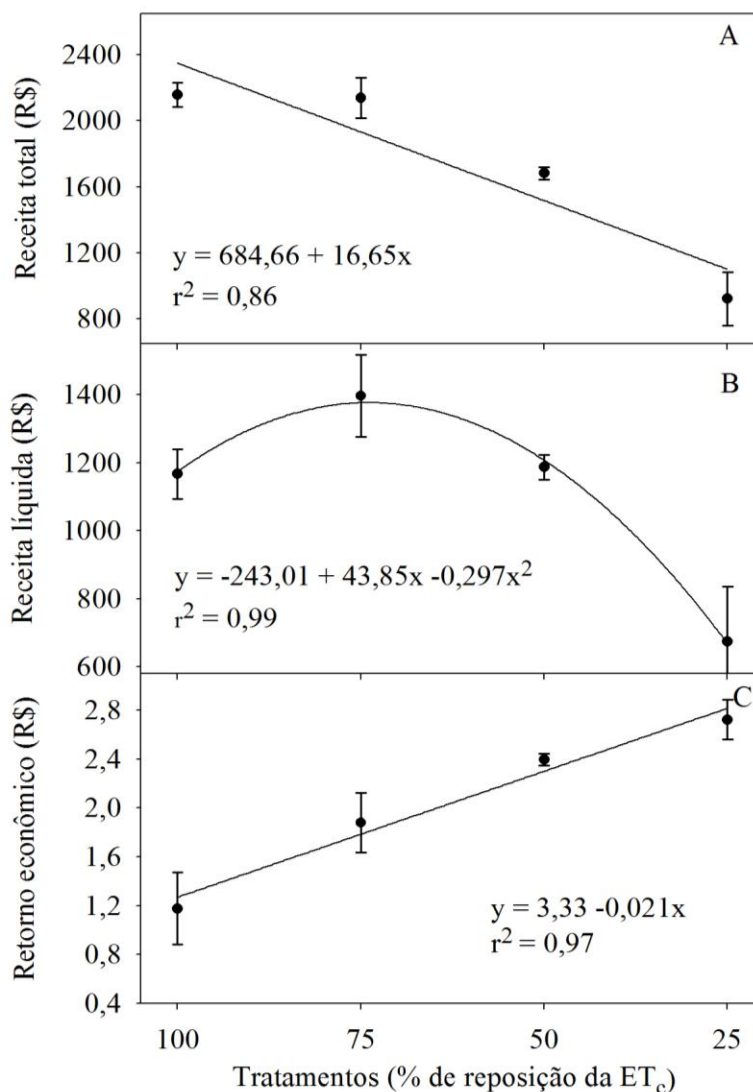 A
Receita total (R$)
2400
2000
1600
1200
800
y = 684,66 + 16,65x
r² = 0,86
B
Receita líquida (R$)
1400
1200
1000
800
600
y = -243,01 + 43,85x -0,297x²
r² = 0,99
C
Retorno econômico (R$)
2,8
2,4
2,0
1,6
1,2
0,8
0,4
y = 3,33 -0,021x
r² = 0,97
100 75 50 25
Tratamentos (% de reposição da ETc)